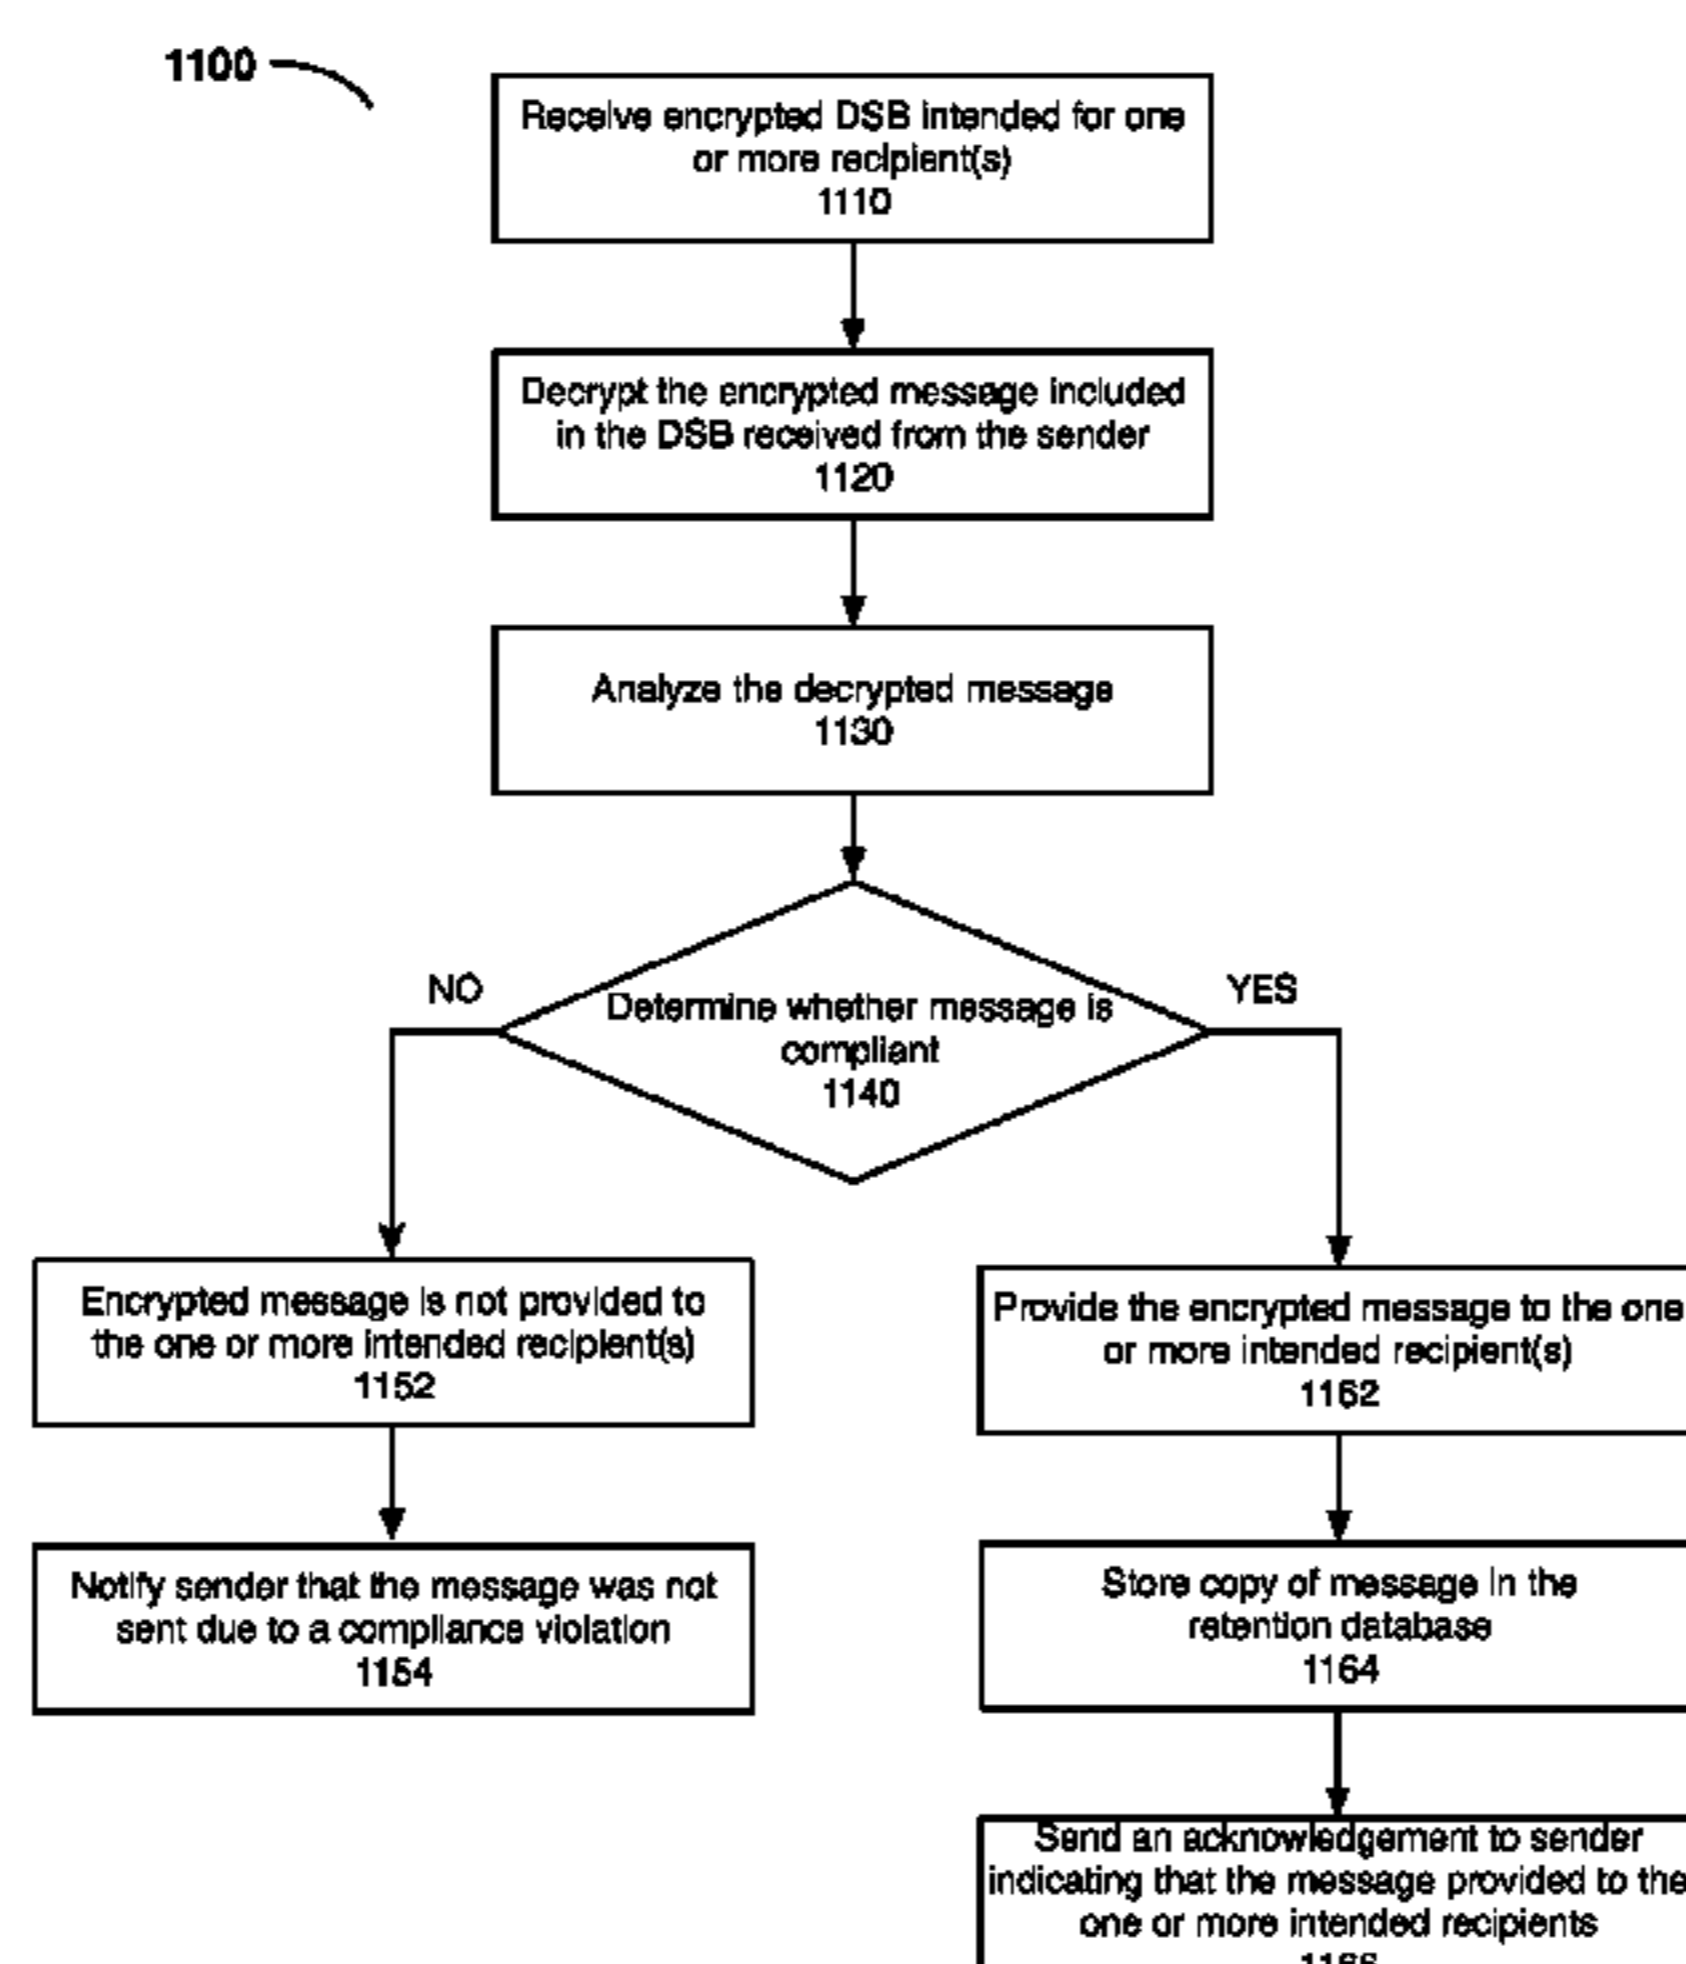 1100
Receive encrypted DSB intended for one
or more recipient(s)
1110
Decrypt the encrypted message included
in the DSB received from the sender
1120
Analyze the decrypted message
1130
NO
YES
Determine whether message is
compliant
1140
Encrypted message is not provided to
the one or more intended recipient(s)
1152
Provide the encrypted message to the one
or more intended recipient(s)
1162
Notify sender that the message was not
sent due to a compliance violation
1154
Store copy of message in the
retention database
1164
Send an acknowledgement to sender
indicating that the message provided to the
one or more intended recipients